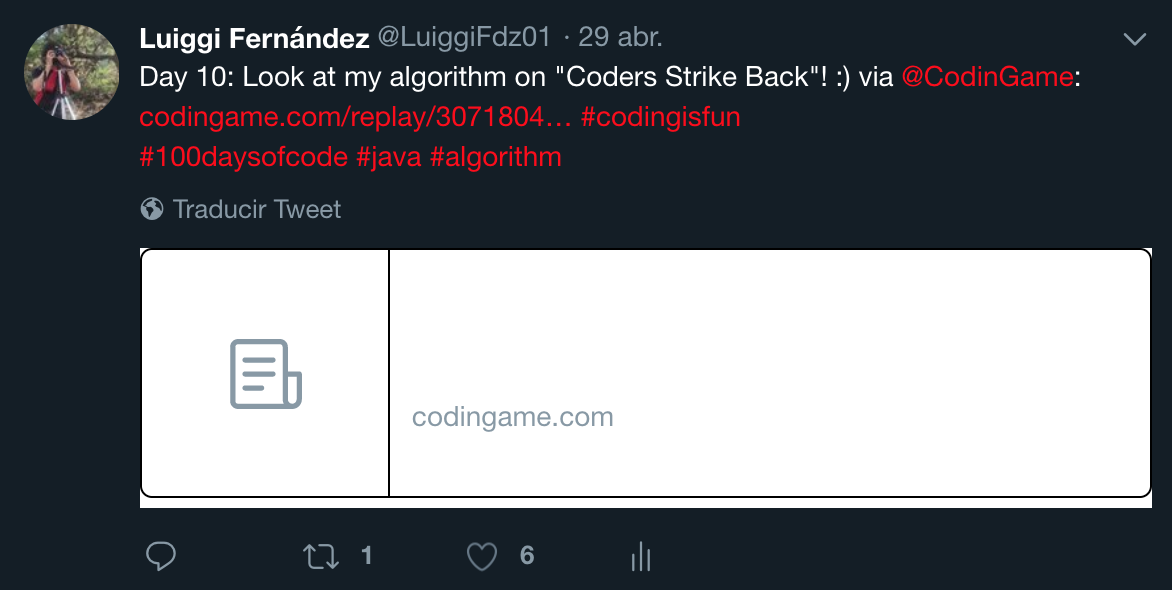 Luiggi Fernández @LuiggiFdz01 · 29 abr.
Day 10: Look at my algorithm on "Coders Strike Back"! :) via @CodinGame:
codingame.com/replay/3071804… #codingisfun
#100daysofcode #java #algorithm
Traducir Tweet
codingame.com
1 6